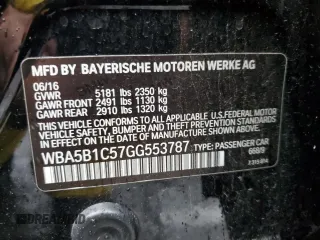 MFD BY BAYERISCHE MOTOREN WERKE AG
06/16
GVWR 5181 lbs 2350 kg
GAWR FRONT 2491 lbs 1130 kg
GAWR REAR 2910 lbs 1320 kg
THIS VEHICLE CONFORMS TO ALL APPLICABLE
U.S. FEDERAL MOTOR VEHICLE SAFETY, BUMPER,
AND THEFT PREVENTION STANDARDS IN EFFECT ON
THE DATE OF MANUFACTURE SHOWN ABOVE.
WBA5B1C57GG553787 TYPE: PASSENGER CAR